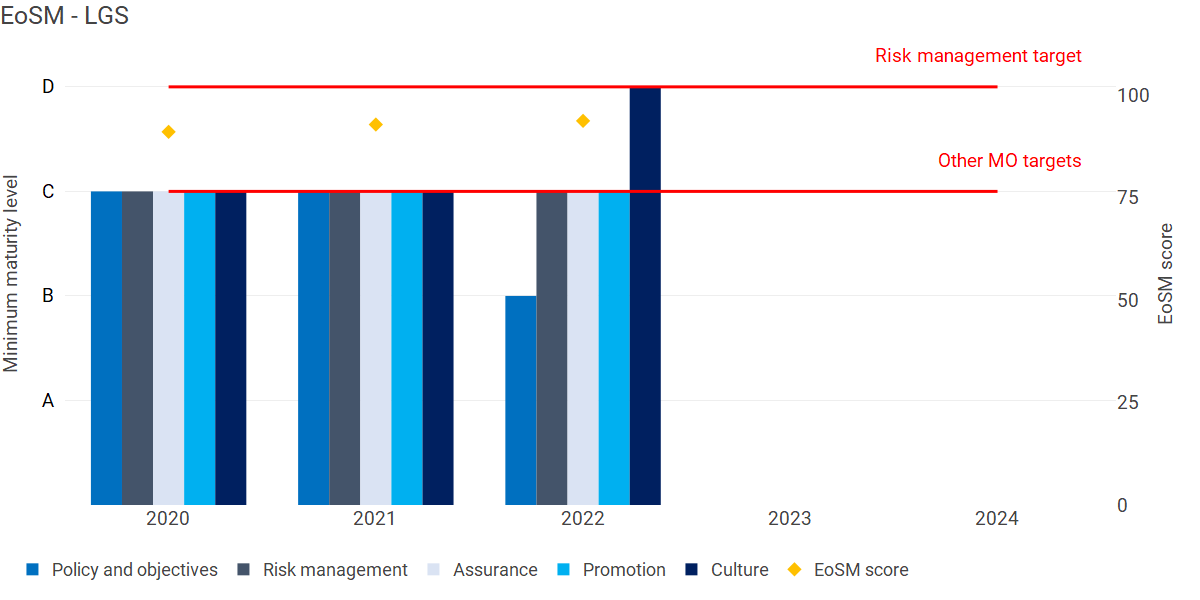 EoSM - LGS
Risk management target
D
100
Other MO targets
C
75
Minimum maturity level
EoSM score
B
50
A
25
0
2020 2021 2022 2023 2024
Policy and objectives Risk management Assurance Promotion Culture EoSM score